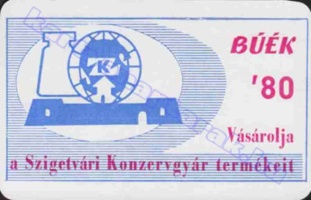 BÚÉK
'80
K
Vásárolja
a Szigetvári Konzervgyár termékeit